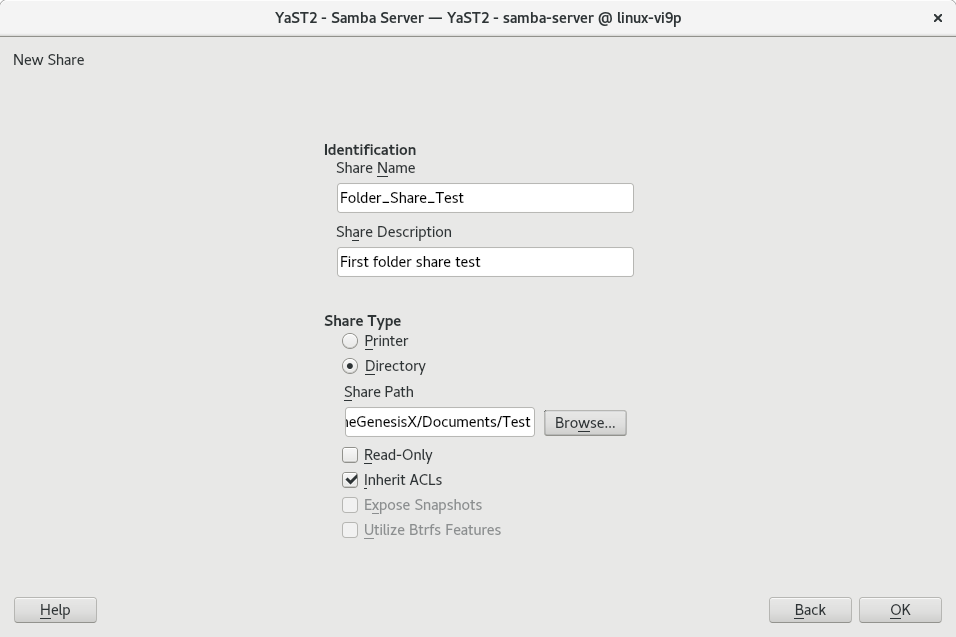 YaST2 - Samba Server — YaST2 - samba-server @ linux-vi9p
New Share
Identification
Share Name
Folder_Share_Test
Share Description
First folder share test
Share Type
Printer
Directory
Share Path
neGenesisX/Documents/Test
Browse...
Read-Only
Inherit ACLs
Expose Snapshots
Utilize Btrfs Features
Help
Back
OK